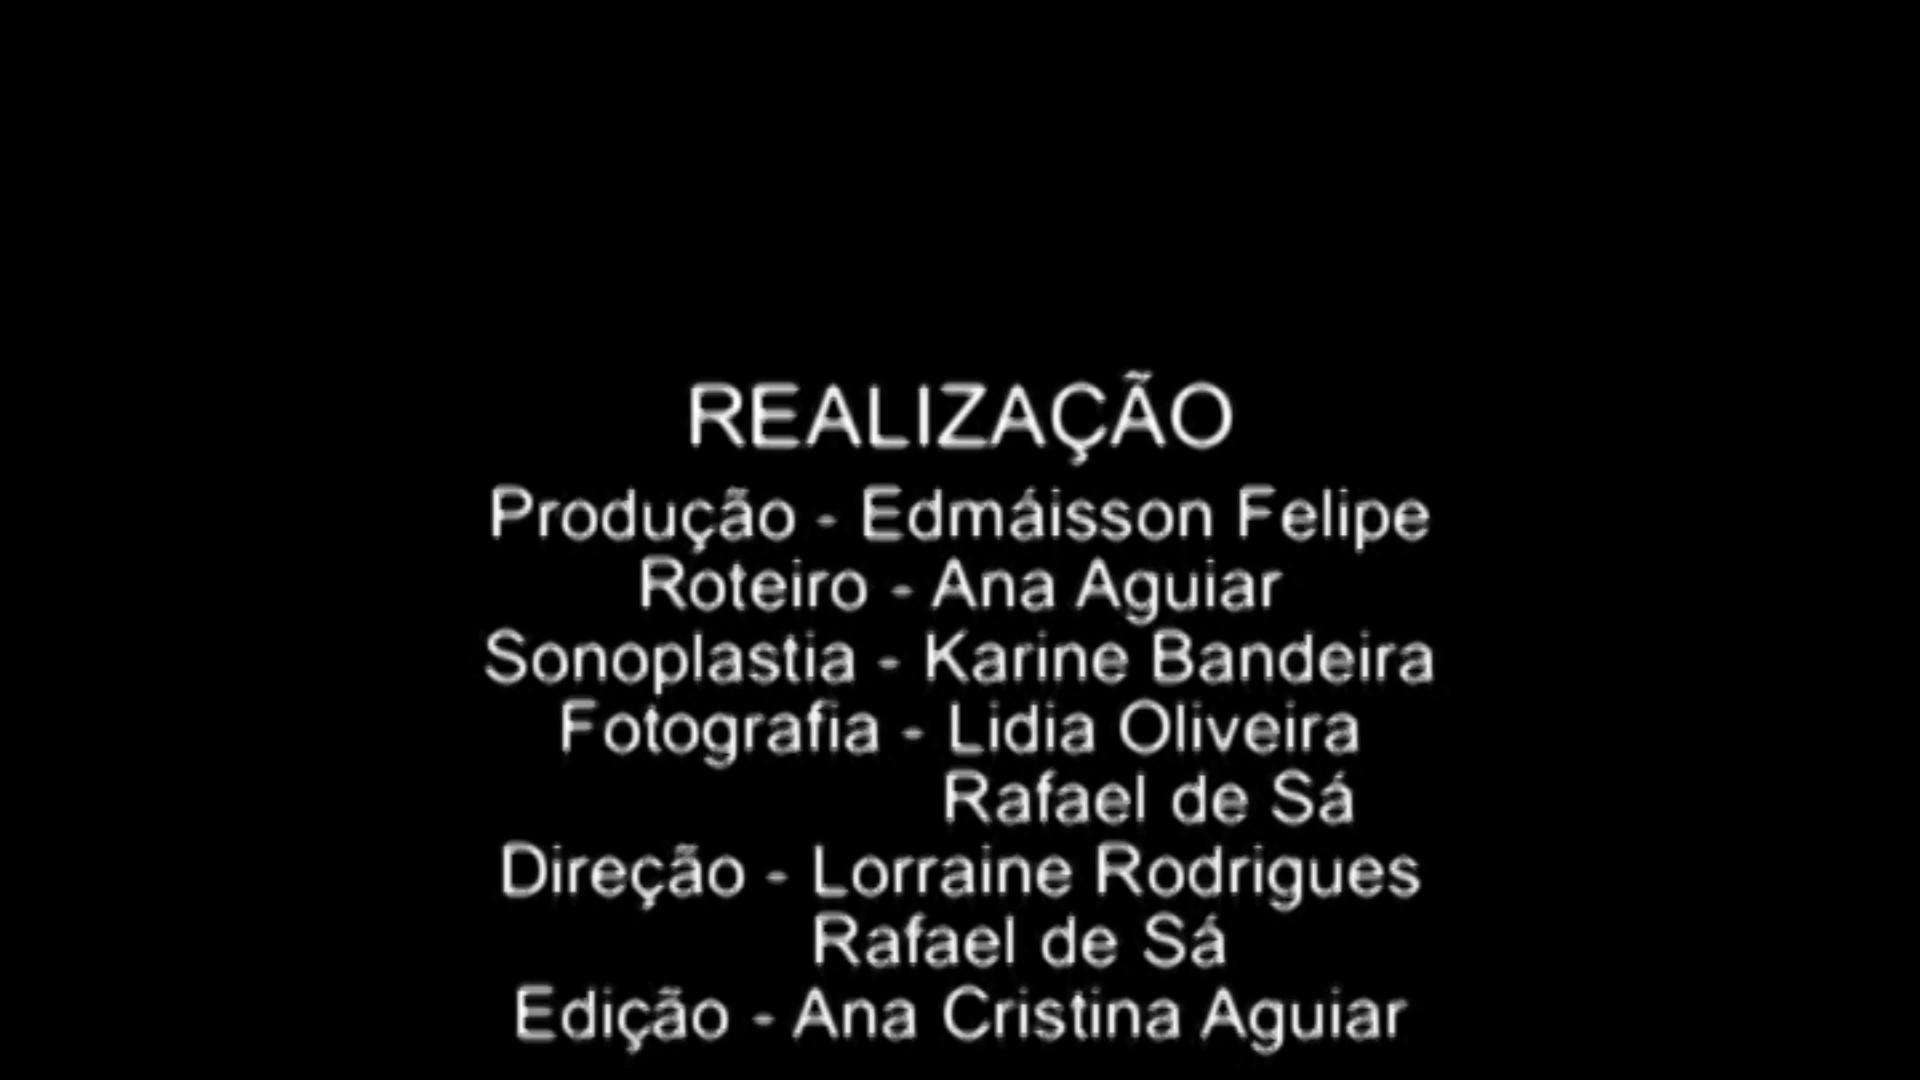 REALIZAÇÃO
Produção - Edmáisson Felipe
Roteiro - Ana Aguiar
Sonoplastia - Karine Bandeira
Fotografia - Lidia Oliveira
Rafael de Sá
Direção - Lorraine Rodrigues
Rafael de Sá
Edição - Ana Cristina Aguiar